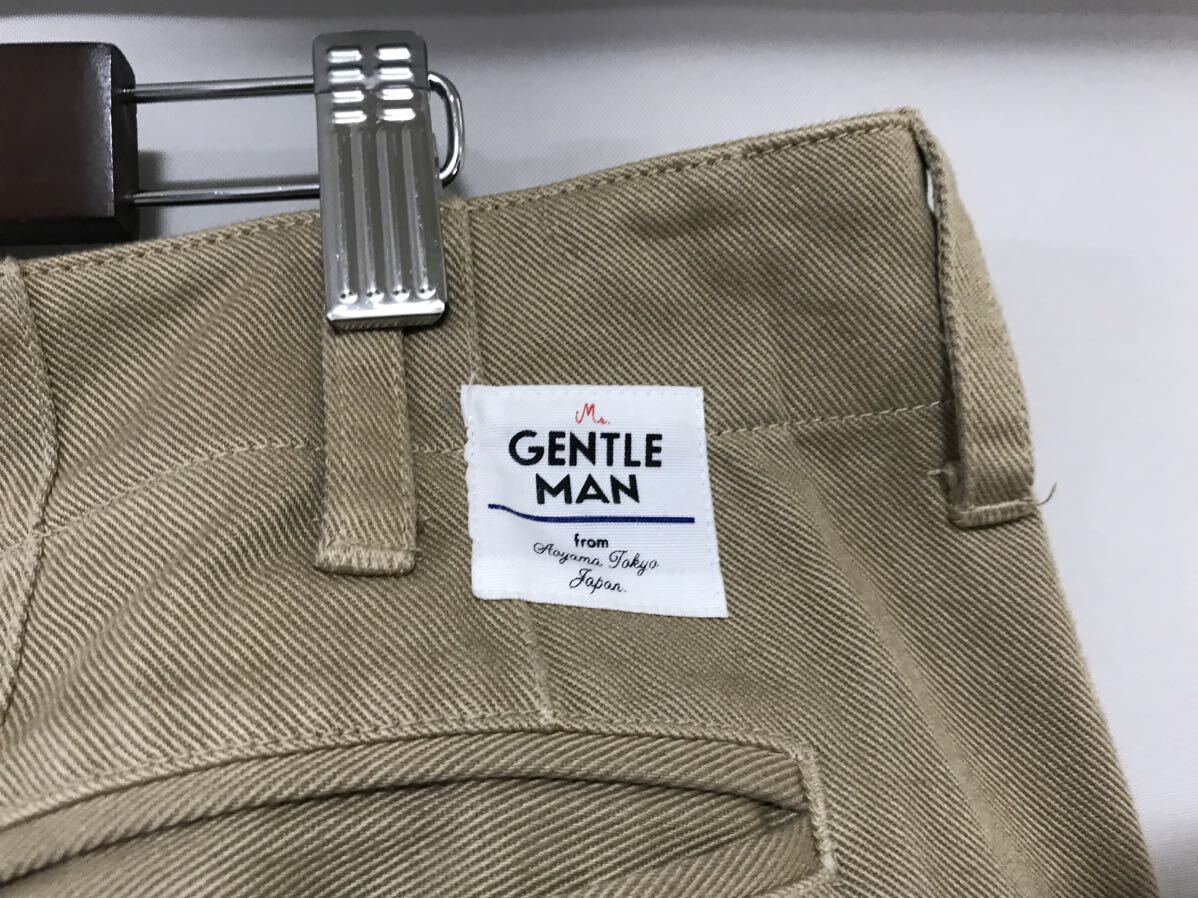 Mr.
GENTLE
MAN
from
Aoyama Tokyo
Japan.